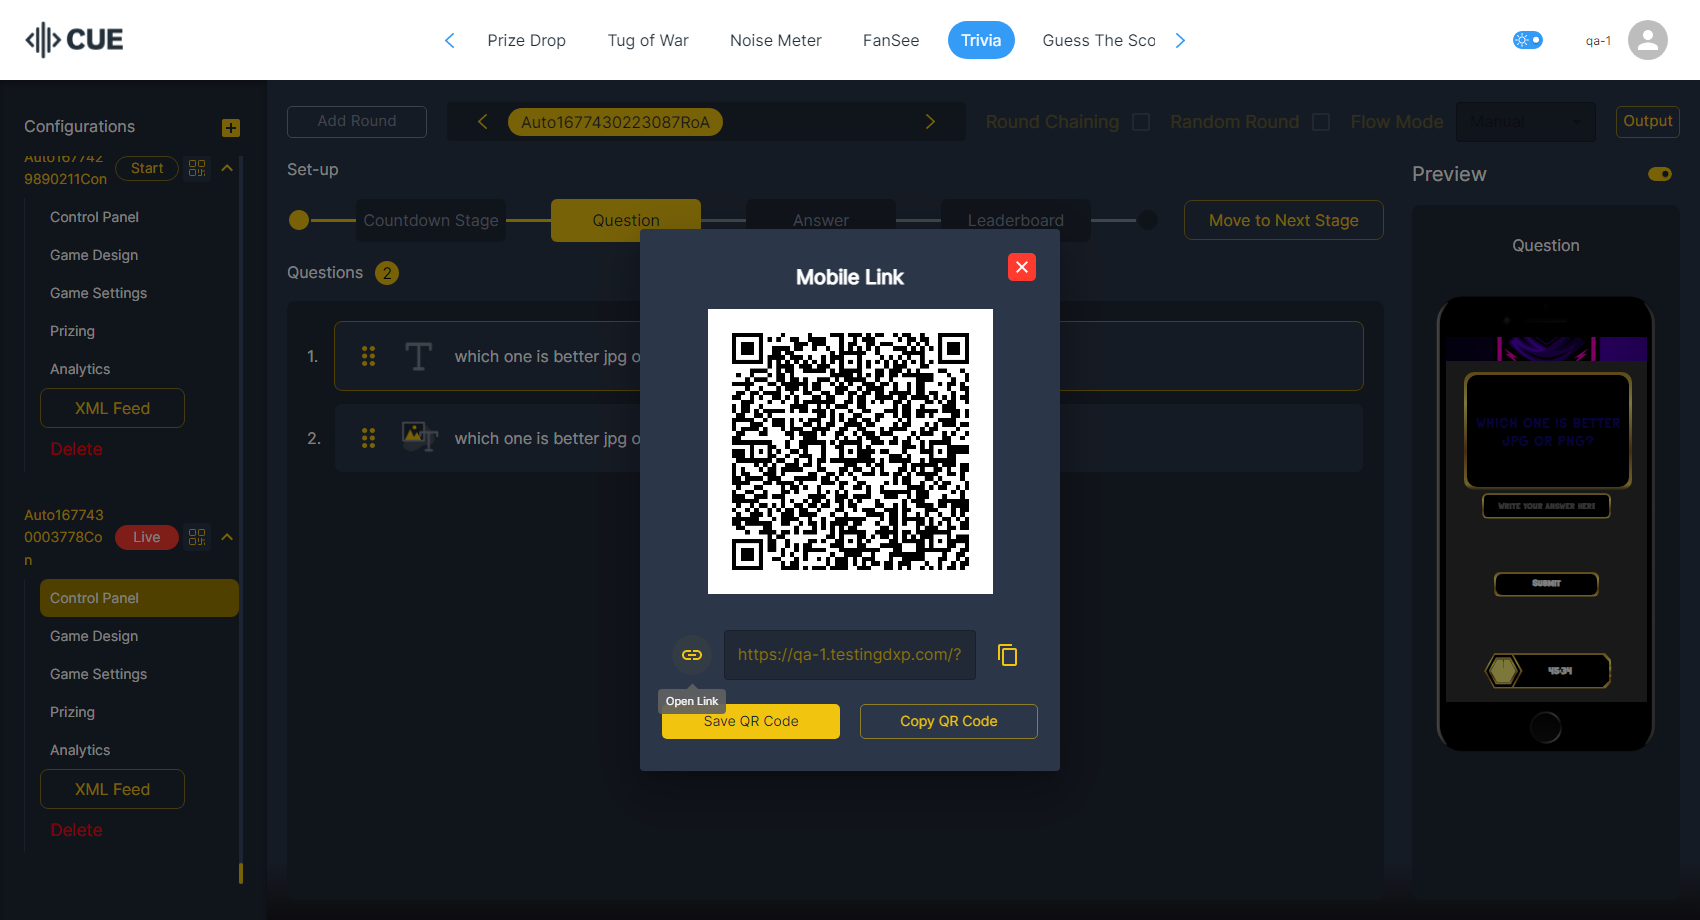 CUE
Prize Drop
Tug of War
Noise Meter
FanSee
Trivia
Guess The Sco
qa-1
Configurations
Auto167742
9890211Con
Start
Control Panel
Game Design
Game Settings
Prizing
Analytics
XML Feed
Delete
Auto167743
0003778Co
n
Live
Control Panel
Game Design
Game Settings
Prizing
Analytics
XML Feed
Delete
Add Round
Auto1677430223087RoA
Round Chaining
Random Round
Flow Mode
Manual
Output
Set-up
Countdown Stage
Question
Answer
Leaderboard
Move to Next Stage
Questions 2
1. which one is better jpg o
2. which one is better jpg o
Mobile Link
https://qa-1.testingdxp.com/?
Open Link
Save QR Code
Copy QR Code
Preview
Question
WHICH ONE IS BETTER
JPG OR PNG?
WRITE YOUR ANSWER HERE
SUBMIT
45:34